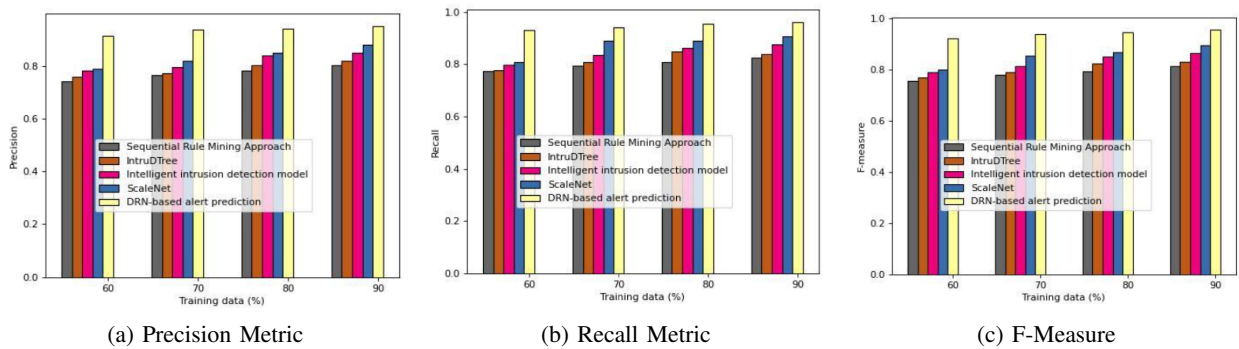 Precision
0.8
0.6
0.4
0.2
0.0
Sequential Rule Mining Approach
IntruDTree
Intelligent intrusion detection model
ScaleNet
DRN-based alert prediction
60 70 80 90
Training data (%)
(a) Precision Metric
Recall
1.0
0.8
0.6
0.4
0.2
0.0
Sequential Rule Mining Approach
IntruDTree
Intelligent intrusion detection model
ScaleNet
DRN-based alert prediction
60 70 80 90
Training data (%)
(b) Recall Metric
F-measure
1.0
0.8
0.6
0.4
0.2
0.0
Sequential Rule Mining Approach
IntruDTree
Intelligent intrusion detection model
ScaleNet
DRN-based alert prediction
60 70 80 90
Training data (%)
(c) F-Measure